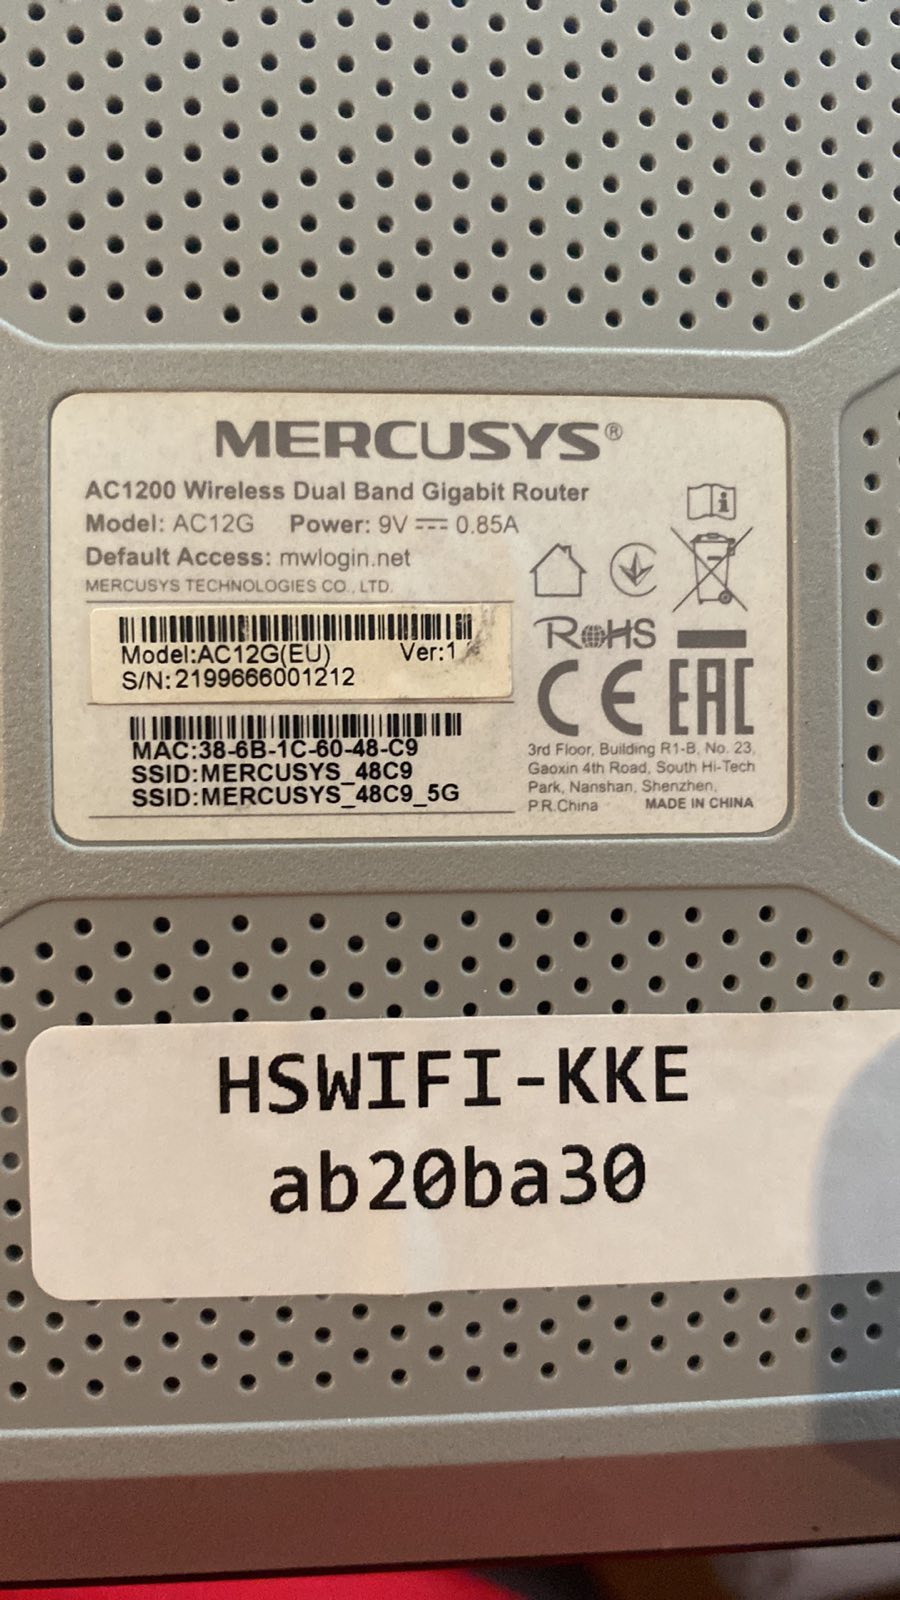 MERCUSYS®
AC1200 Wireless Dual Band Gigabit Router
Model: AC12G Power: 9V ⎓ 0.85A
Default Access: mwlogin.net
MERCUSYS TECHNOLOGIES CO., LTD.
Model:AC12G(EU) Ver:1
S/N:2199666001212
MAC:38-6B-1C-60-48-C9
SSID:MERCUSYS_48C9
SSID:MERCUSYS_48C9_5G
RoHS
CE EAC
3rd Floor, Building R1-B, No. 23,
Gaoxin 4th Road, South Hi-Tech
Park, Nanshan, Shenzhen,
P.R.China MADE IN CHINA
HSWIFI-KKE
ab20ba30